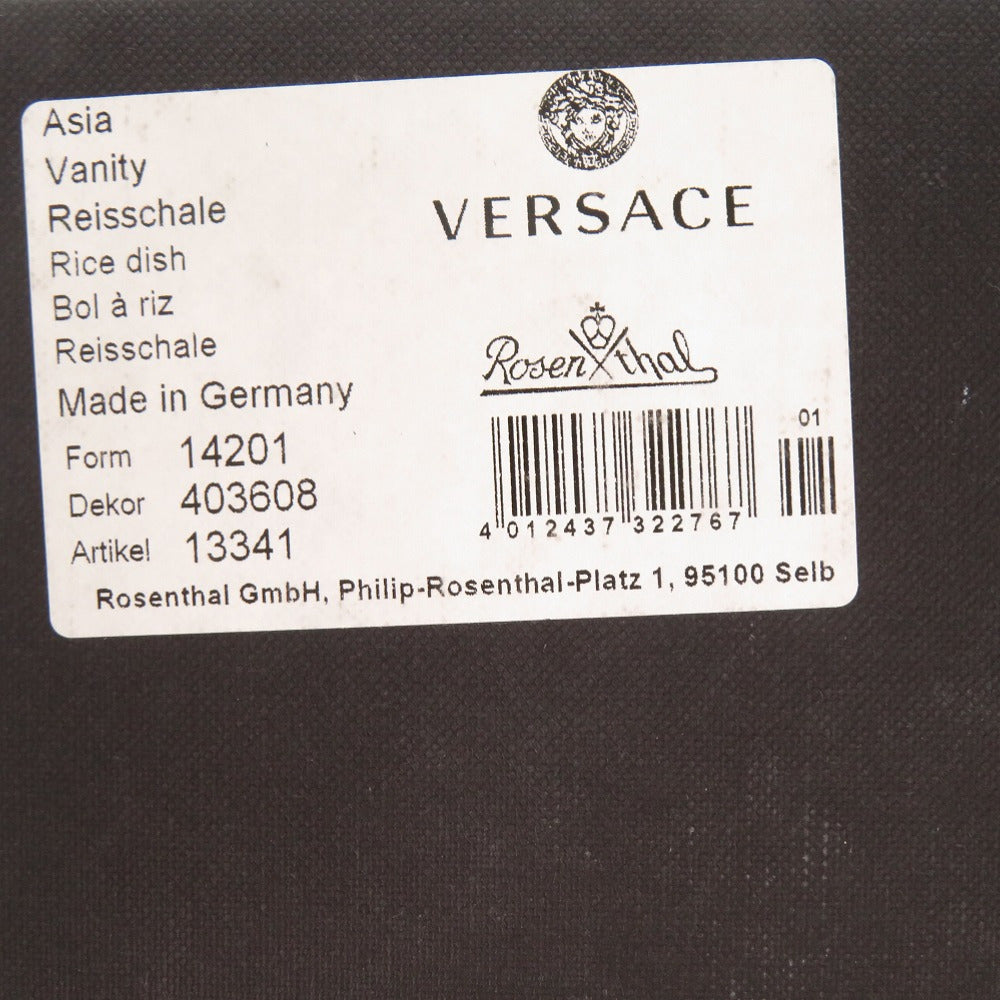 Asia
Vanity
Reisschale
Rice dish
Bol à riz
Reisschale
Made in Germany
Form 14201
Dekor 403608
Artikel 13341
VERSACE
Rosenthal
01
4 012437 322767
Rosenthal GmbH, Philip-Rosenthal-Platz 1, 95100 Selb